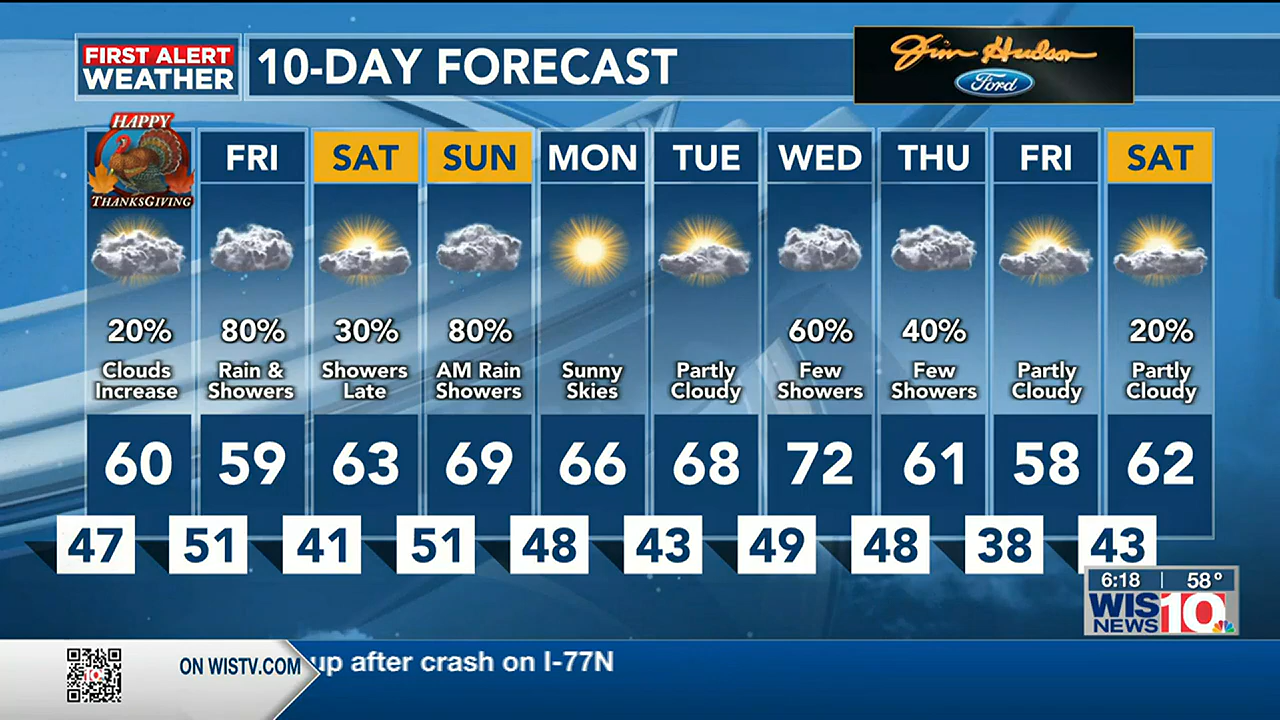 FIRST ALERT
WEATHER
10-DAY FORECAST
Jim Hudson
Ford
HAPPY
THANKSGIVING
FRI
SAT
SUN
MON
TUE
WED
THU
FRI
SAT
20%
80%
30%
80%
60%
40%
20%
Clouds
Increase
Rain &
Showers
Showers
Late
AM Rain
Showers
Sunny
Skies
Partly
Cloudy
Few
Showers
Few
Showers
Partly
Cloudy
Partly
Cloudy
60
59
63
69
66
68
72
61
58
62
47
51
41
51
48
43
49
48
38
43
6:18 | 58°
WIS
NEWS
10
10
ON WISTV.COM
up after crash on I-77N